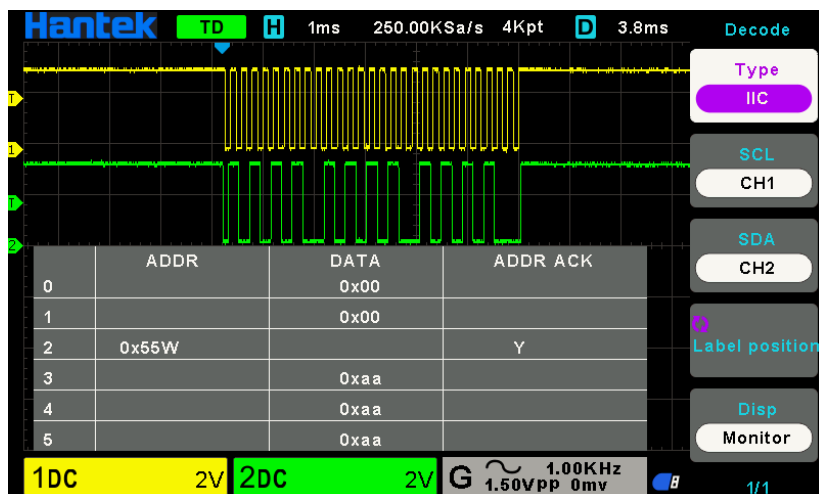 Hantek TD H 1ms 250.00KSa/s 4Kpt D 3.8ms Decode
Type
IIC
T
1
SCL
CH1
T
2
SDA
CH2
ADDR DATA ADDR ACK
0 0x00
1 0x00
2 0x55W Y
3 0xaa
4 0xaa
5 0xaa
Label position
Disp
Monitor
1DC 2V 2DC 2V G 1.00KHz
1.50Vpp 0mv
1/1